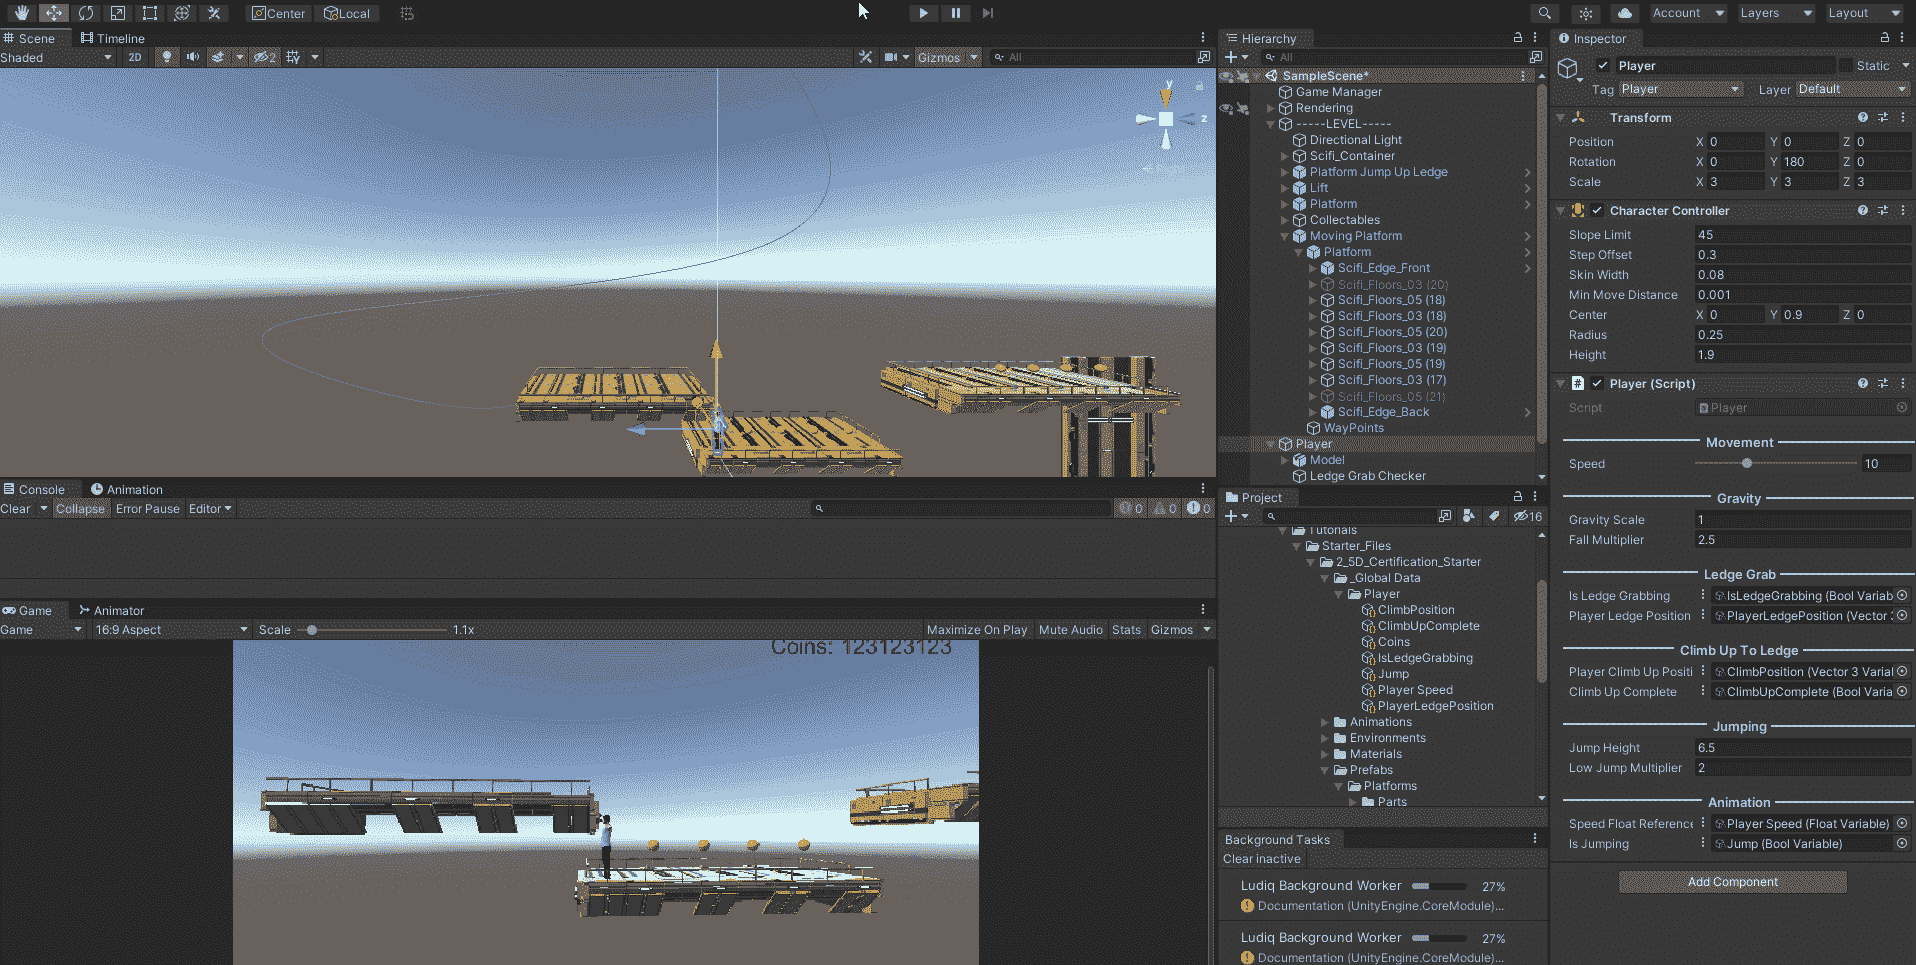 Center
Local
Account
Layers
Layout
Scene
Timeline
Shaded
2D
2
Gizmos
All
y
z
Console
Animation
Clear
Collapse
Error Pause
Editor
0
0
0
Game
Animator
Game
16:9 Aspect
Scale
1.1x
Maximize On Play
Mute Audio
Stats
Gizmos
Coins: 123123123
Hierarchy
All
SampleScene*
Game Manager
Rendering
-----LEVEL-----
Directional Light
Scifi_Container
Platform Jump Up Ledge
Lift
Platform
Collectables
Moving Platform
Platform
Scifi_Edge_Front
Scifi_Floors_03 (20)
Scifi_Floors_05 (18)
Scifi_Floors_03 (18)
Scifi_Floors_05 (20)
Scifi_Floors_03 (19)
Scifi_Floors_05 (19)
Scifi_Floors_03 (17)
Scifi_Floors_05 (21)
Scifi_Edge_Back
WayPoints
Player
Model
Ledge Grab Checker
Project
16
Tutorials
Starter_Files
2_5D_Certification_Starter
_Global Data
Player
ClimbPosition
ClimbUpComplete
Coins
IsLedgeGrabbing
Jump
Player Speed
PlayerLedgePosition
Animations
Environments
Materials
Prefabs
Platforms
Parts
Background Tasks
Clear inactive
Ludiq Background Worker 27%
Documentation (UnityEngine.CoreModule)...
Ludiq Background Worker 27%
Documentation (UnityEngine.CoreModule)...
Inspector
Player
Static
Tag Player
Layer Default
Transform
Position X 0 Y 0 Z 0
Rotation X 0 Y 180 Z 0
Scale X 3 Y 3 Z 3
Character Controller
Slope Limit 45
Step Offset 0.3
Skin Width 0.08
Min Move Distance 0.001
Center X 0 Y 0.9 Z 0
Radius 0.25
Height 1.9
Player (Script)
Script Player
Movement
Speed 10
Gravity
Gravity Scale 1
Fall Multiplier 2.5
Ledge Grab
Is Ledge Grabbing IsLedgeGrabbing (Bool Variab
Player Ledge Position PlayerLedgePosition (Vector
Climb Up To Ledge
Player Climb Up Positi ClimbPosition (Vector 3 Varial
Climb Up Complete ClimbUpComplete (Bool Varia
Jumping
Jump Height 6.5
Low Jump Multiplier 2
Animation
Speed Float Reference Player Speed (Float Variable)
Is Jumping Jump (Bool Variable)
Add Component